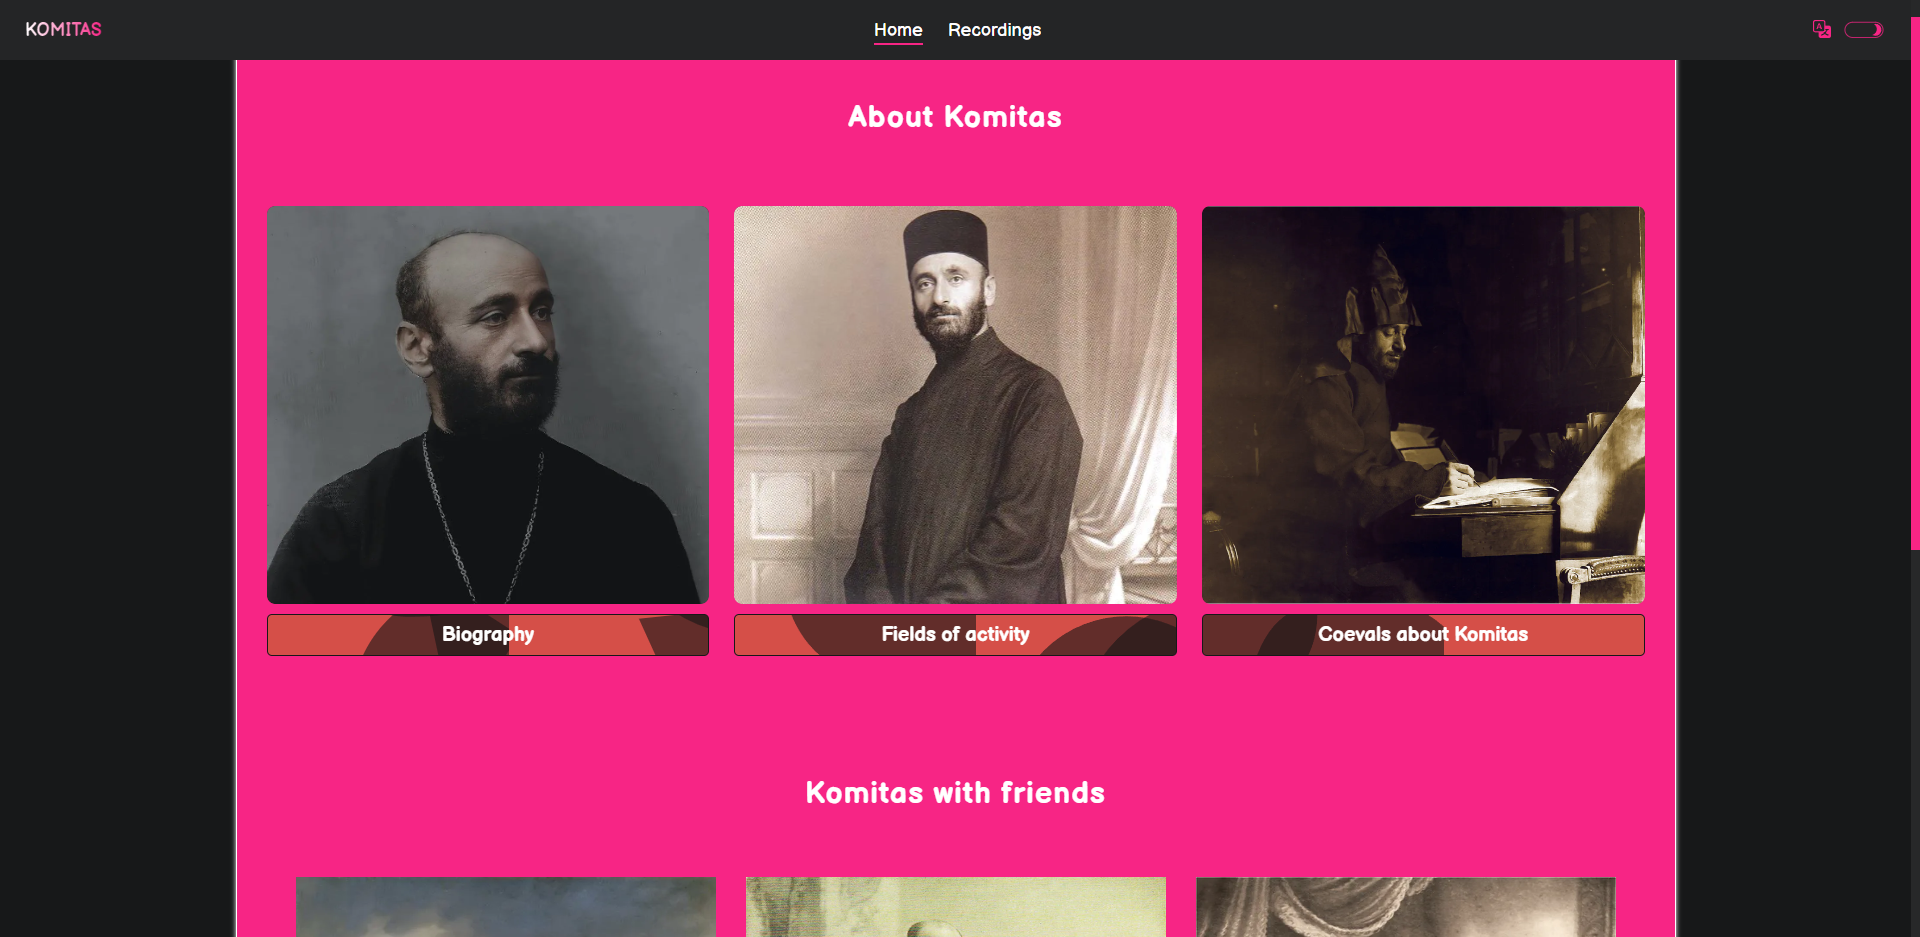 KOMITAS
Home Recordings
About Komitas
Biography
Fields of activity
Coevals about Komitas
Komitas with friends